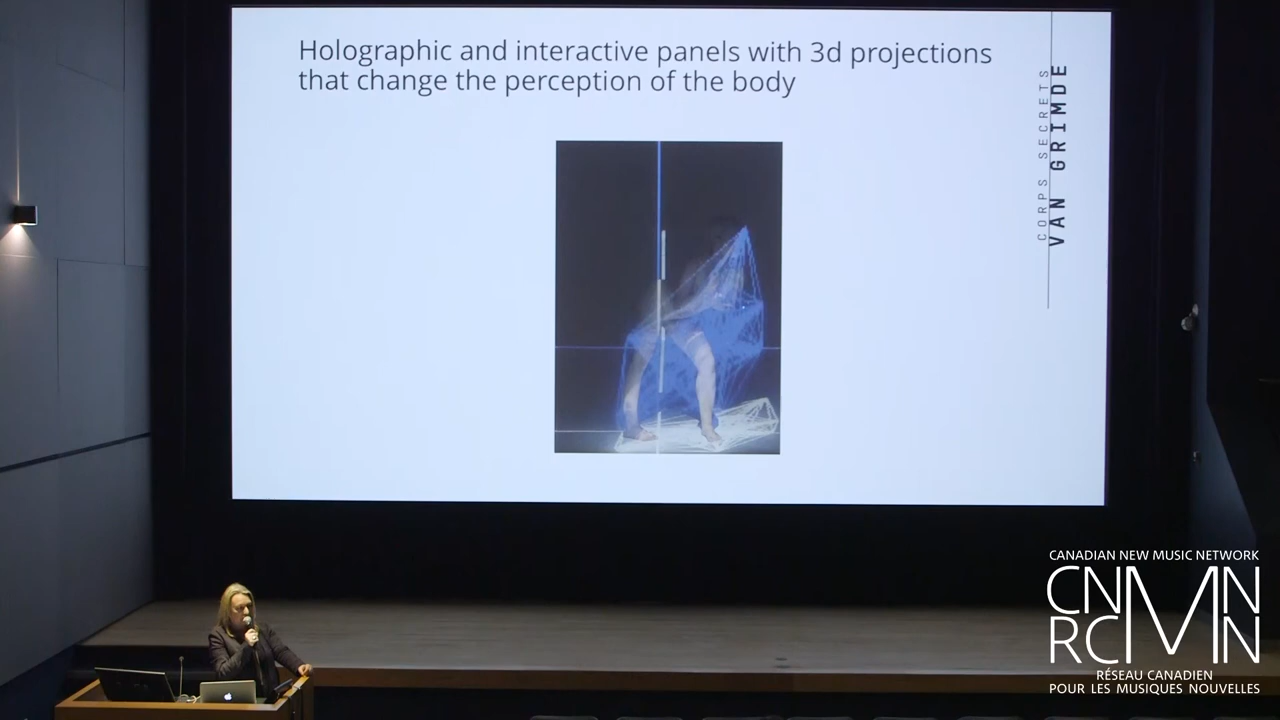 Holographic and interactive panels with 3d projections
that change the perception of the body
CORPS SECRETS
VAN GRIMDE
CANADIAN NEW MUSIC NETWORK
CNMN
RCMN
RÉSEAU CANADIEN
POUR LES MUSIQUES NOUVELLES